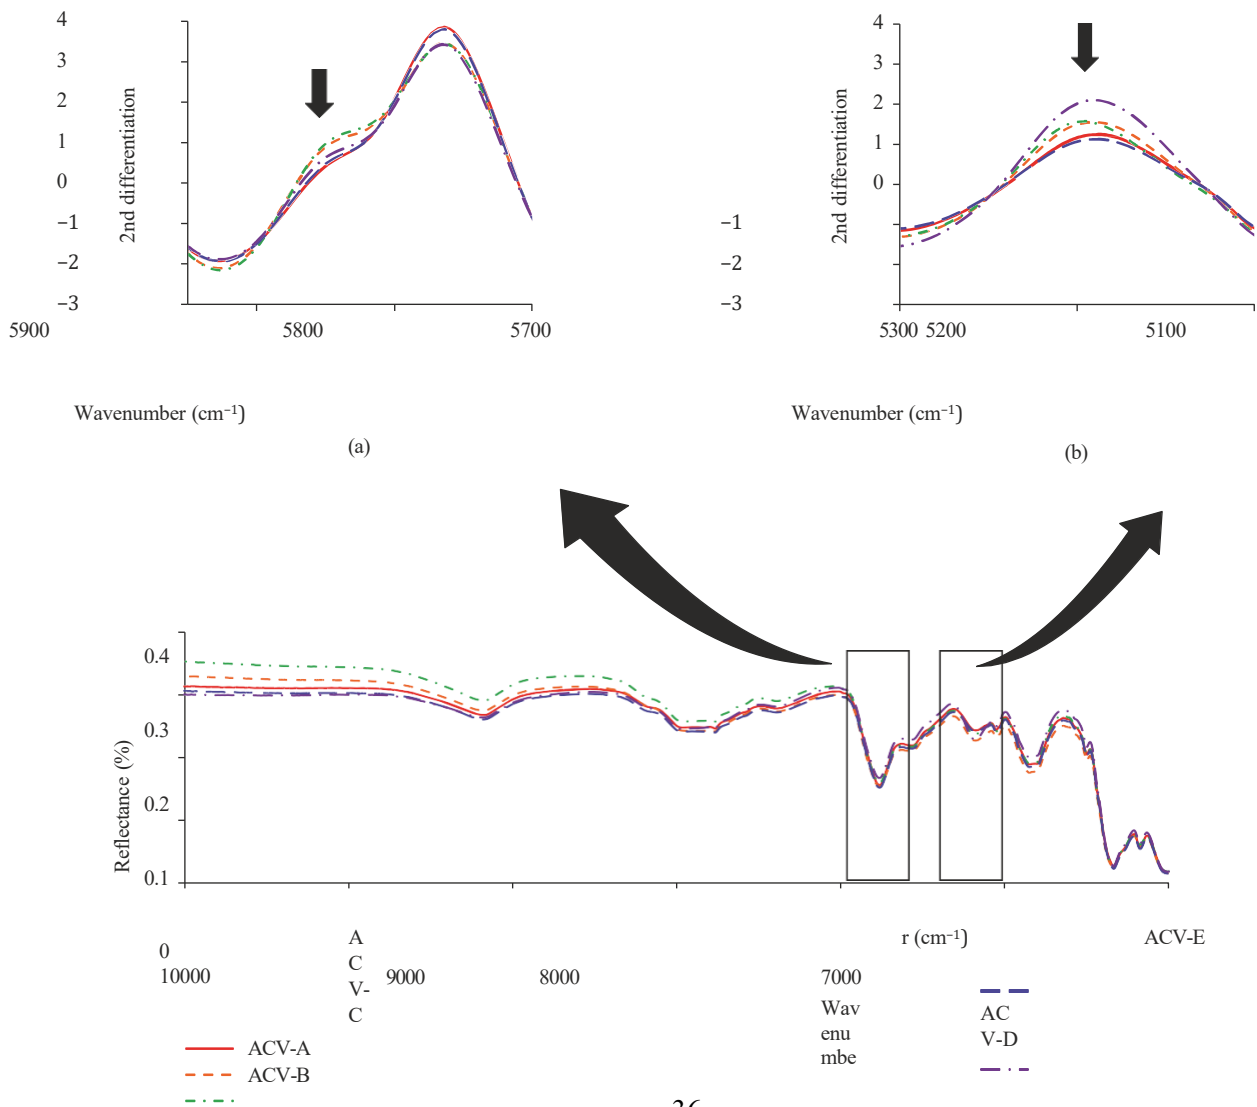 4
3
2
1
0
−1
−2
−3
2nd differentiation
5900
5800
5700
Wavenumber (cm−1)
(a)
4
3
2
1
0
−1
−2
−3
2nd differentiation
5300 5200
5100
Wavenumber (cm−1)
(b)
0.4
0.3
0.2
0.1
0
Reflectance (%)
10000
9000
8000
7000
A
C
V-
C
Wav
enu
mbe
r (cm−1)
ACV-E
AC
V-D
ACV-A
ACV-B